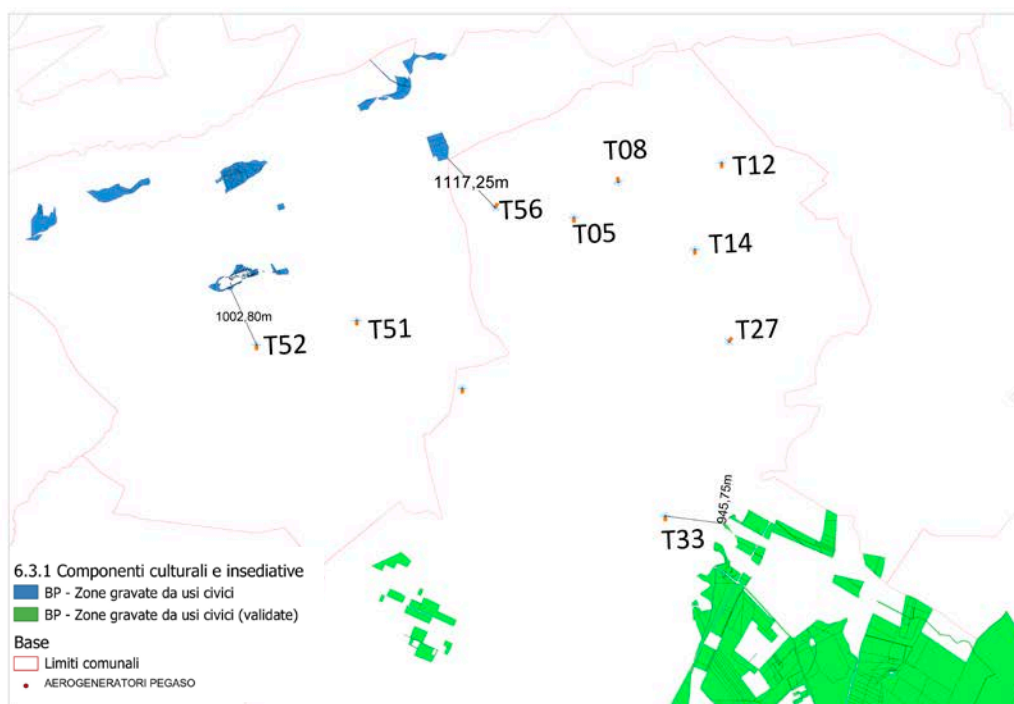 T08
T12
1117,25m
T56
T05
T14
1002,80m
T51
T52
T27
945,75m
T33
6.3.1 Componenti culturali e insediative
BP - Zone gravate da usi civici
BP - Zone gravate da usi civici (validate)
Base
Limiti comunali
AEROGENERATORI PEGASO